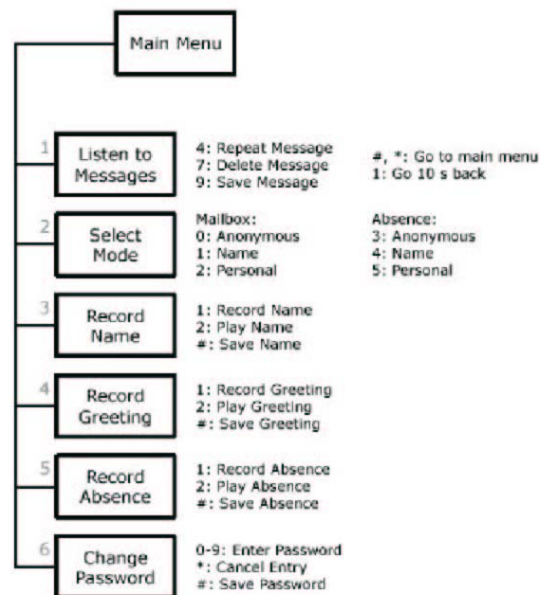 Main Menu
1
Listen to
Messages
4: Repeat Message
7: Delete Message
9: Save Message
#, *: Go to main menu
1: Go 10 s back
2
Select
Mode
Mailbox:
0: Anonymous
1: Name
2: Personal
Absence:
3: Anonymous
4: Name
5: Personal
3
Record
Name
1: Record Name
2: Play Name
#: Save Name
4
Record
Greeting
1: Record Greeting
2: Play Greeting
#: Save Greeting
5
Record
Absence
1: Record Absence
2: Play Absence
#: Save Absence
6
Change
Password
0-9: Enter Password
*: Cancel Entry
#: Save Password